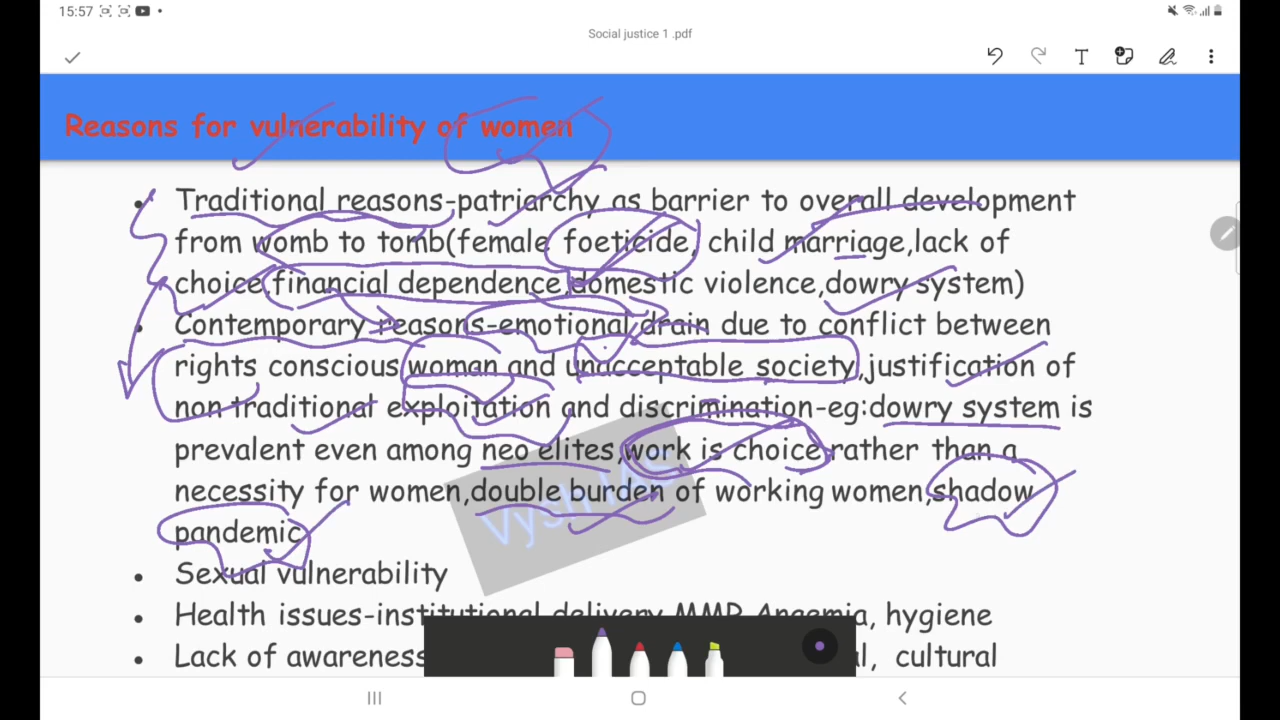 15:57
Social justice 1 .pdf
T
Reasons for vulnerability of women
• Traditional reasons-patriarchy as barrier to overall development
from womb to tomb(female foeticide, child marriage,lack of
choice,financial dependence,domestic violence,dowry system)
• Contemporary reasons-emotional drain due to conflict between
rights conscious woman and unacceptable society,justification of
non traditional exploitation and discrimination-eg:dowry system is
prevalent even among neo elites,work is choice rather than a
necessity for women,double burden of working women,shadow
pandemic
Vysh IAS
• Sexual vulnerability
• Health issues-institutional delivery,MMR,Anaemia, hygiene
• Lack of awareness cultural